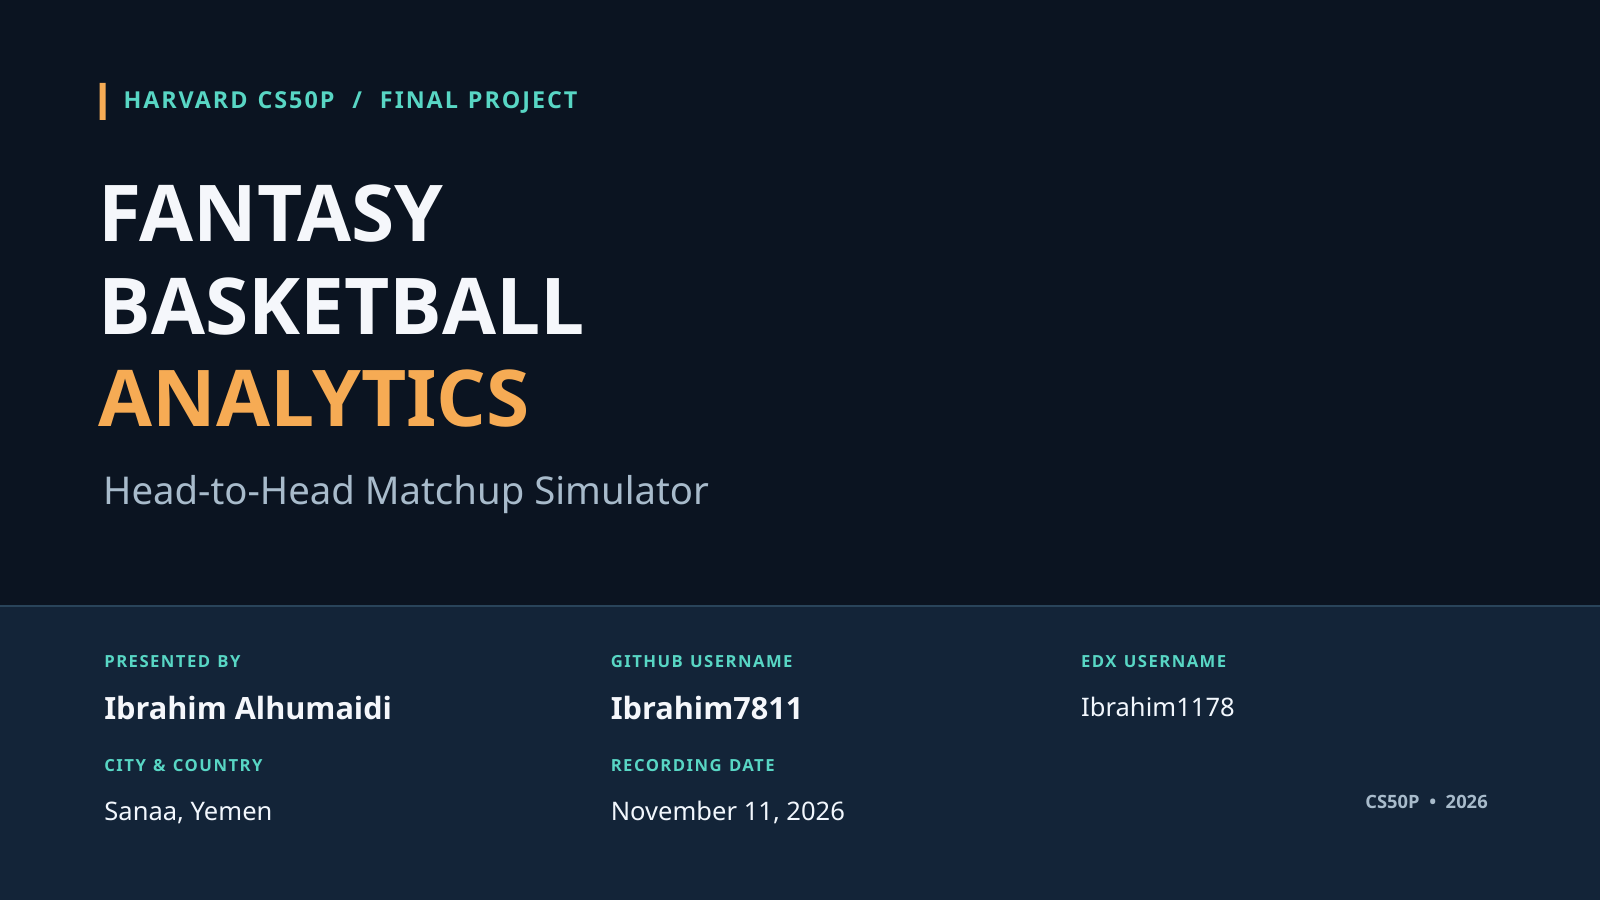 HARVARD CS50P / FINAL PROJECT
FANTASY
BASKETBALL
ANALYTICS
Head-to-Head Matchup Simulator
PRESENTED BY
Ibrahim Alhumaidi
GITHUB USERNAME
Ibrahim7811
EDX USERNAME
Ibrahim1178
CITY & COUNTRY
Sanaa, Yemen
RECORDING DATE
November 11, 2026
CS50P • 2026